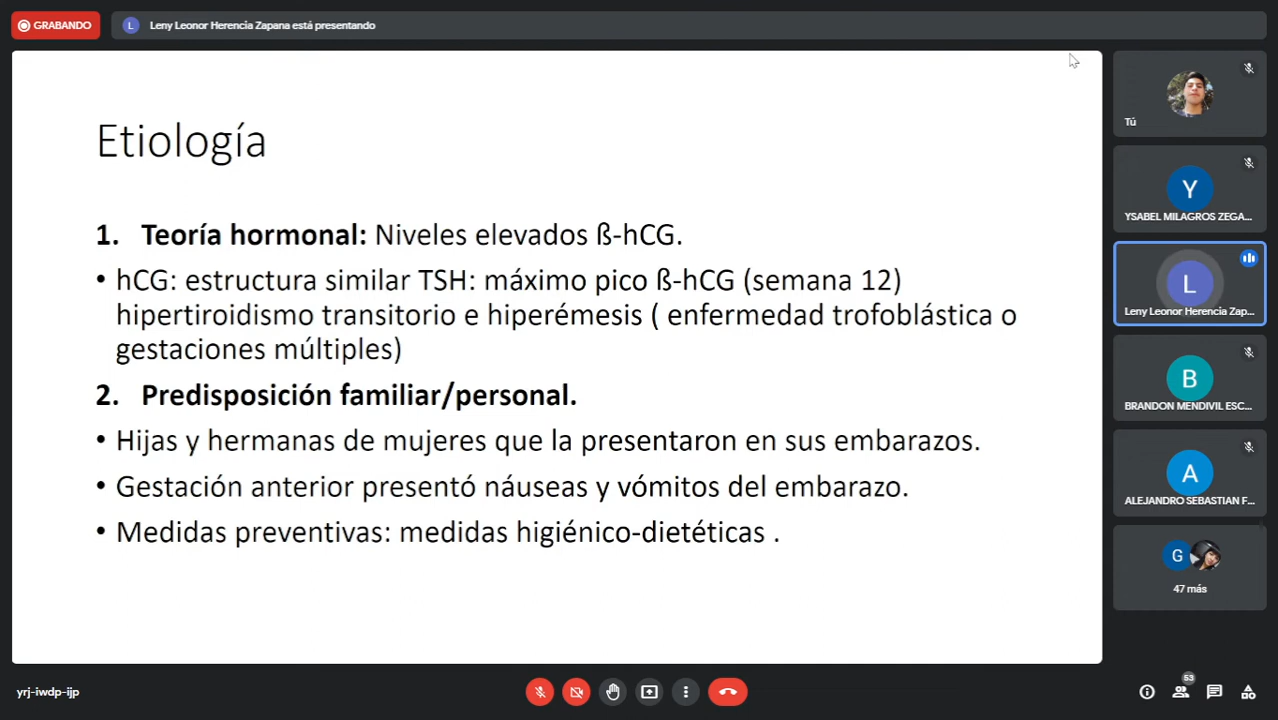 GRABANDO
L Leny Leonor Herencia Zapana está presentando
Etiología
1. Teoría hormonal: Niveles elevados ß-hCG.
• hCG: estructura similar TSH: máximo pico ß-hCG (semana 12)
hipertiroidismo transitorio e hiperémesis ( enfermedad trofoblástica o
gestaciones múltiples)
2. Predisposición familiar/personal.
• Hijas y hermanas de mujeres que la presentaron en sus embarazos.
• Gestación anterior presentó náuseas y vómitos del embarazo.
• Medidas preventivas: medidas higiénico-dietéticas .
Tú
Y
YSABEL MILAGROS ZEGA...
L
Leny Leonor Herencia Zap...
B
BRANDON MENDIVIL ESC...
A
ALEJANDRO SEBASTIAN F...
G
47 más
yrj-iwdp-ijp
53